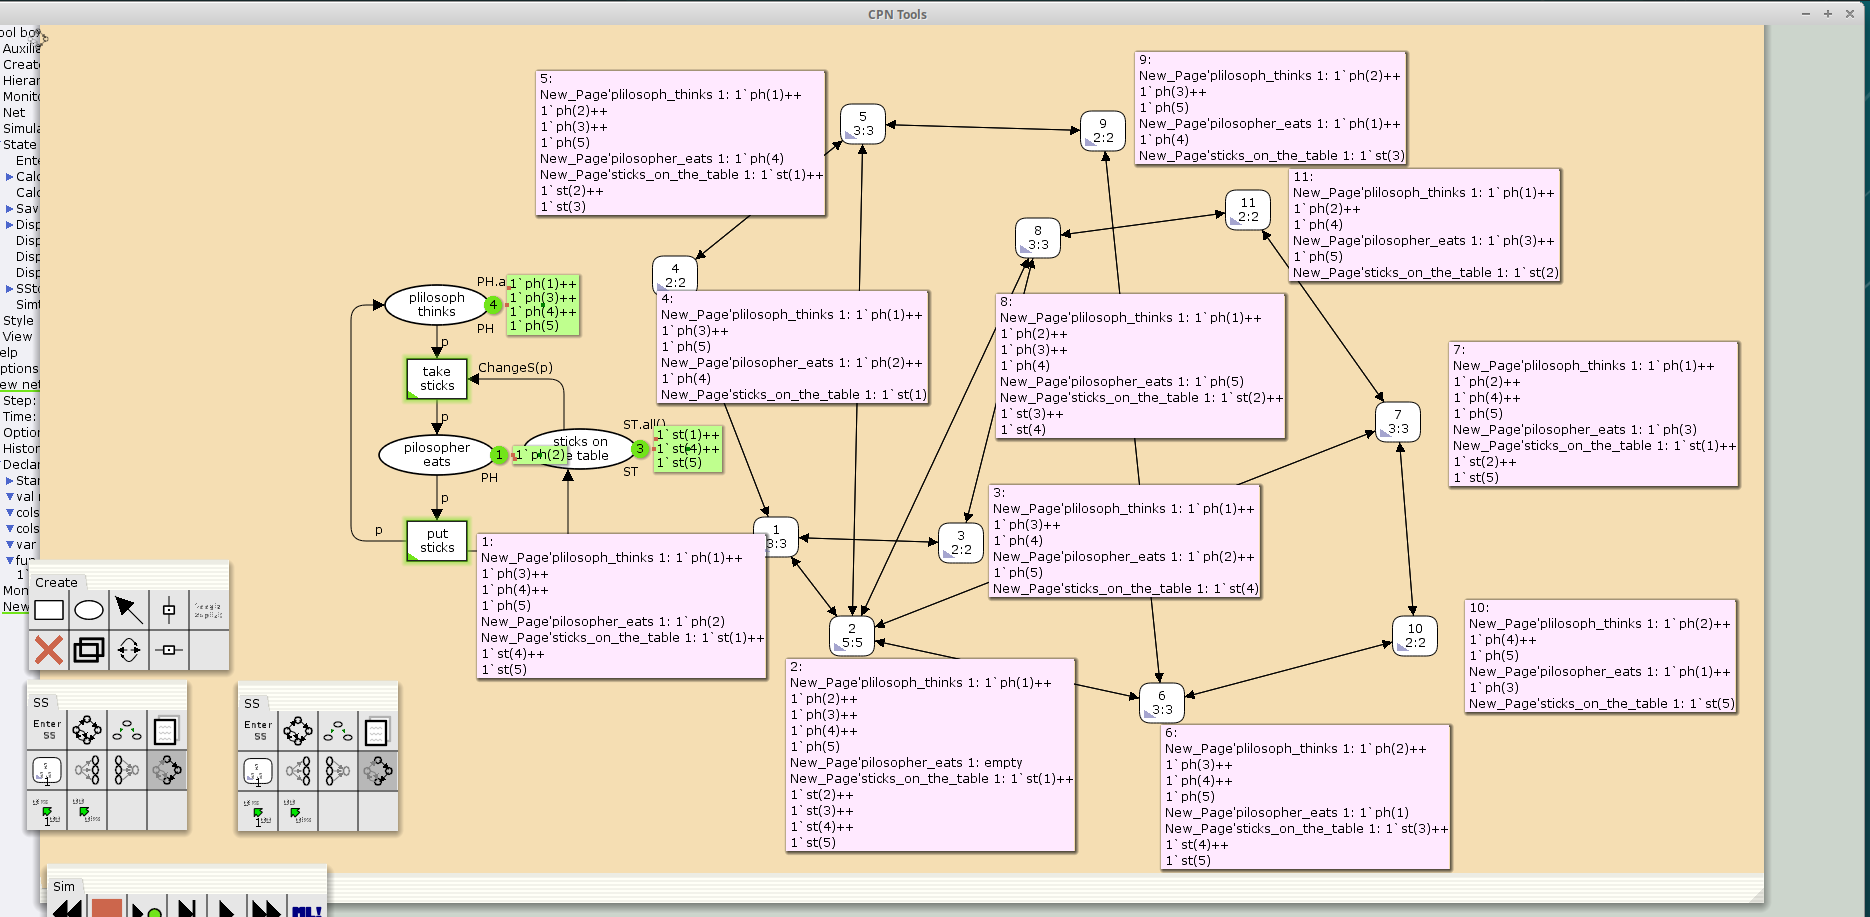 CPN Tools
ool bo
Auxilia
Create
Hierar
Monito
Net
Simula
State
Ente
Calc
Calc
Sav
Disp
Disp
Disp
Disp
SSto
Simt
Style
View
elp
ptions
ew net
Step:
Time:
Option
Histor
Declar
Star
val
cols
cols
var
fun
1`
Mon
New
5:
New_Page'plilosoph_thinks 1: 1`ph(1)++
1`ph(2)++
1`ph(3)++
1`ph(5)
New_Page'pilosopher_eats 1: 1`ph(4)
New_Page'sticks_on_the_table 1: 1`st(1)++
1`st(2)++
1`st(3)
5
3:3
9
2:2
9:
New_Page'plilosoph_thinks 1: 1`ph(2)++
1`ph(3)++
1`ph(5)
New_Page'pilosopher_eats 1: 1`ph(1)++
1`ph(4)
New_Page'sticks_on_the_table 1: 1`st(3)
11
2:2
11:
New_Page'plilosoph_thinks 1: 1`ph(1)++
1`ph(2)++
1`ph(4)
New_Page'pilosopher_eats 1: 1`ph(3)++
1`ph(5)
New_Page'sticks_on_the_table 1: 1`st(2)
8
3:3
4
2:2
4:
New_Page'plilosoph_thinks 1: 1`ph(1)++
1`ph(3)++
1`ph(5)
New_Page'pilosopher_eats 1: 1`ph(2)++
1`ph(4)
New_Page'sticks_on_the_table 1: 1`st(1)
8:
New_Page'plilosoph_thinks 1: 1`ph(1)++
1`ph(2)++
1`ph(3)++
1`ph(4)
New_Page'pilosopher_eats 1: 1`ph(5)
New_Page'sticks_on_the_table 1: 1`st(2)++
1`st(3)++
1`st(4)
7:
New_Page'plilosoph_thinks 1: 1`ph(1)++
1`ph(2)++
1`ph(4)++
1`ph(5)
New_Page'pilosopher_eats 1: 1`ph(3)
New_Page'sticks_on_the_table 1: 1`st(1)++
1`st(2)++
1`st(5)
7
3:3
plilosoph
thinks
4
PH.a
PH
1`ph(1)++
1`ph(3)++
1`ph(4)++
1`ph(5)
p
take
sticks
ChangeS(p)
p
pilosopher
eats
1
1`ph(2)
PH
sticks on
e table
ST.all()
3
ST
1`st(1)++
1`st(4)++
1`st(5)
p
p
put
sticks
1
3:3
1:
New_Page'plilosoph_thinks 1: 1`ph(1)++
1`ph(3)++
1`ph(4)++
1`ph(5)
New_Page'pilosopher_eats 1: 1`ph(2)
New_Page'sticks_on_the_table 1: 1`st(1)++
1`st(4)++
1`st(5)
3
2:2
3:
New_Page'plilosoph_thinks 1: 1`ph(1)++
1`ph(3)++
1`ph(4)
New_Page'pilosopher_eats 1: 1`ph(2)++
1`ph(5)
New_Page'sticks_on_the_table 1: 1`st(4)
2
5:5
2:
New_Page'plilosoph_thinks 1: 1`ph(1)++
1`ph(2)++
1`ph(3)++
1`ph(4)++
1`ph(5)
New_Page'pilosopher_eats 1: empty
New_Page'sticks_on_the_table 1: 1`st(1)++
1`st(2)++
1`st(3)++
1`st(4)++
1`st(5)
10
2:2
10:
New_Page'plilosoph_thinks 1: 1`ph(2)++
1`ph(4)++
1`ph(5)
New_Page'pilosopher_eats 1: 1`ph(1)++
1`ph(3)
New_Page'sticks_on_the_table 1: 1`st(5)
6
3:3
6:
New_Page'plilosoph_thinks 1: 1`ph(2)++
1`ph(3)++
1`ph(4)++
1`ph(5)
New_Page'pilosopher_eats 1: 1`ph(1)
New_Page'sticks_on_the_table 1: 1`st(3)++
1`st(4)++
1`st(5)
Create
SS
Enter
SS
1
1
SS
Enter
SS
1
1
Sim
ML!